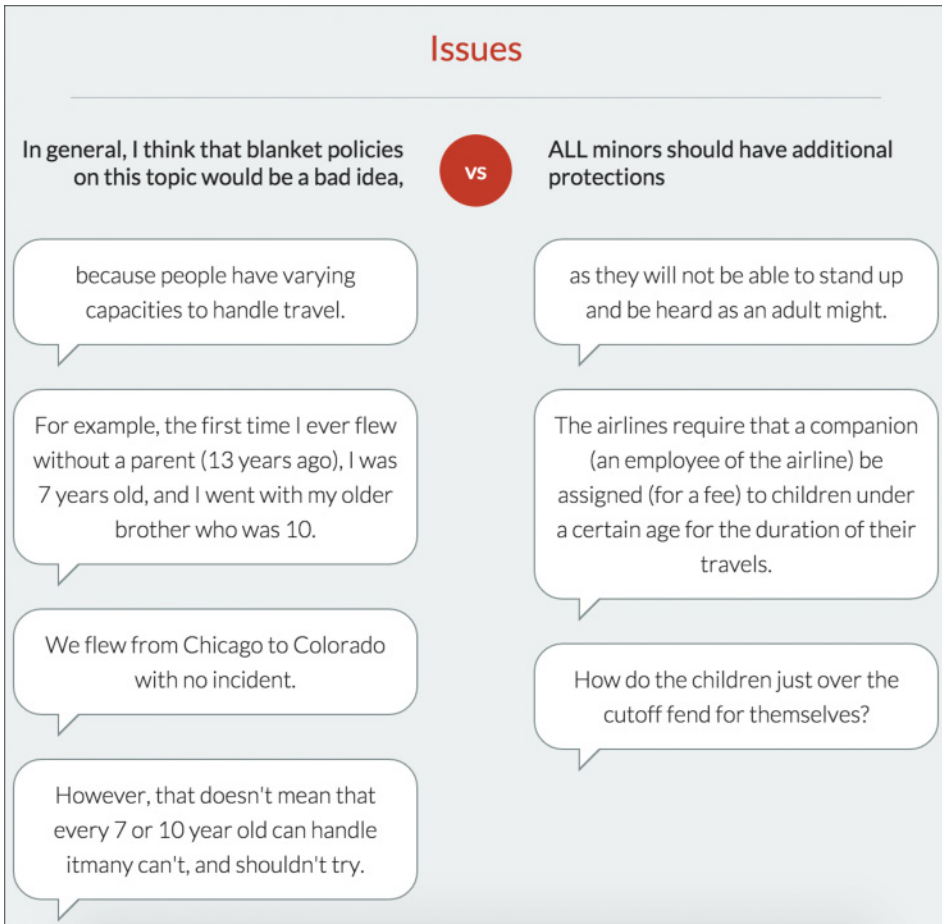 Issues
In general, I think that blanket policies
on this topic would be a bad idea,
vs
ALL minors should have additional
protections
because people have varying
capacities to handle travel.
For example, the first time I ever flew
without a parent (13 years ago), I was
7 years old, and I went with my older
brother who was 10.
We flew from Chicago to Colorado
with no incident.
However, that doesn't mean that
every 7 or 10 year old can handle
itmany can't, and shouldn't try.
as they will not be able to stand up
and be heard as an adult might.
The airlines require that a companion
(an employee of the airline) be
assigned (for a fee) to children under
a certain age for the duration of their
travels.
How do the children just over the
cutoff fend for themselves?